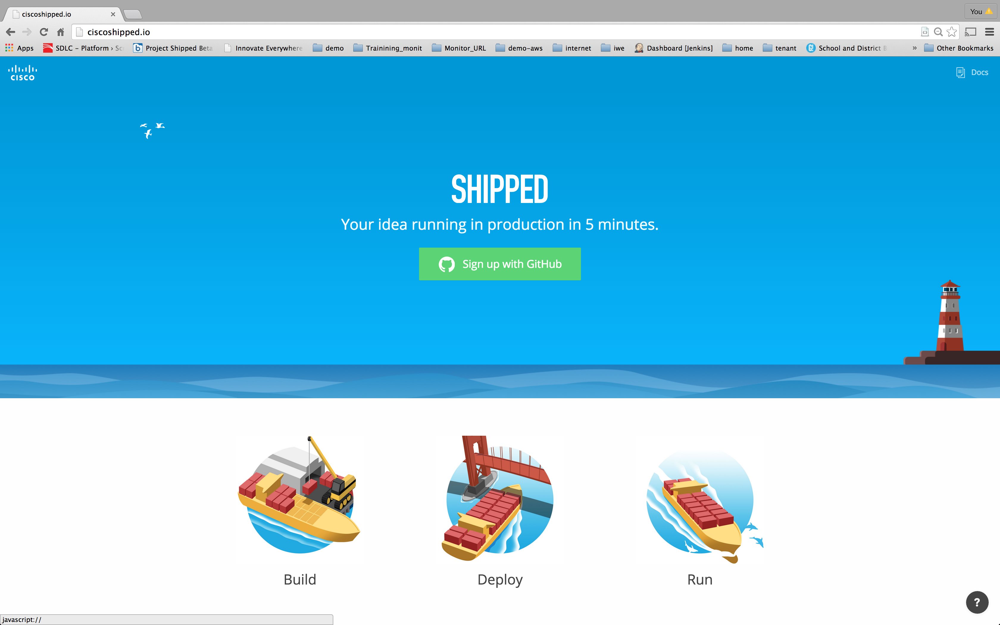 ciscoshipped.io
You
ciscoshipped.io
Apps SDLC – Platform › Sc Project Shipped Beta Innovate Everywhere demo Trainining_monit Monitor_URL demo-aws internet iwe Dashboard [Jenkins] home tenant School and District B » Other Bookmarks
CISCO
Docs
SHIPPED
Your idea running in production in 5 minutes.
Sign up with GitHub
Build Deploy Run
?
javascript://